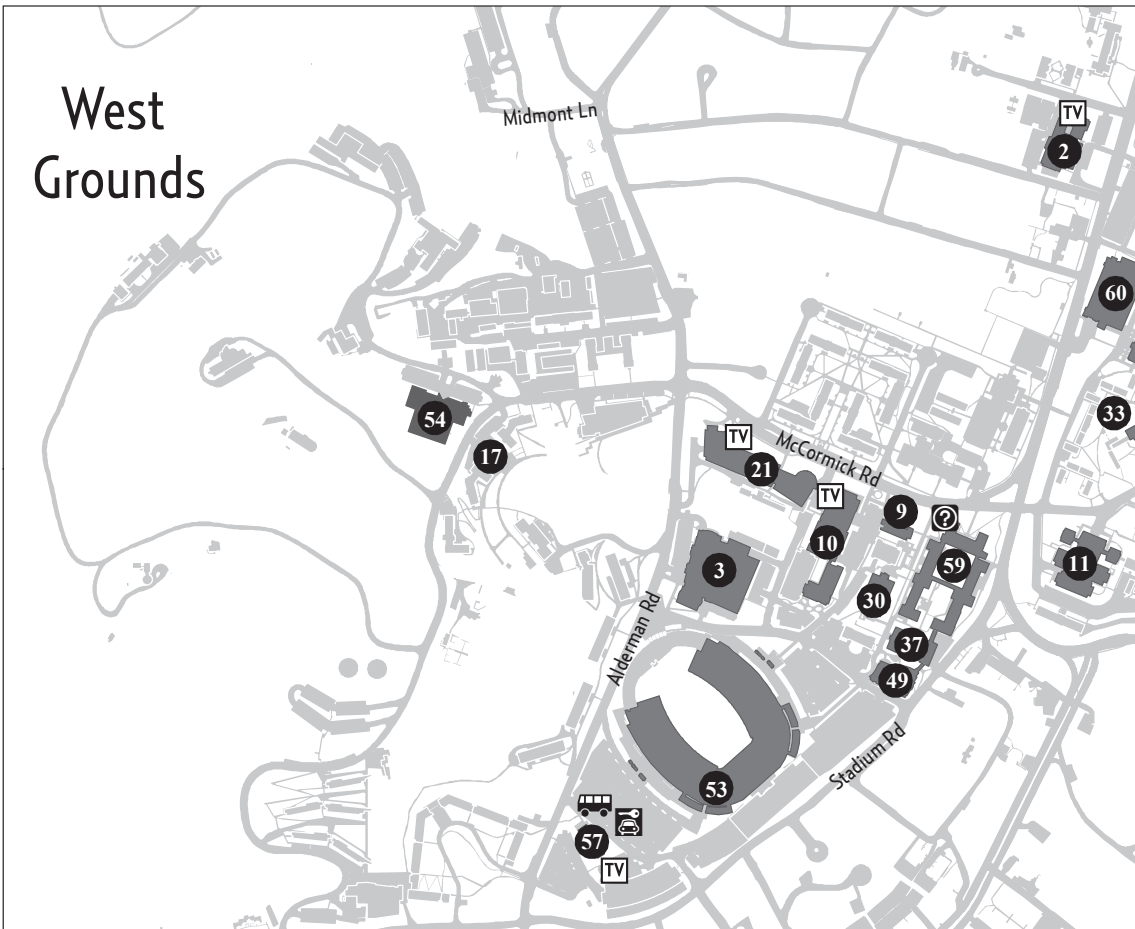 West
Grounds
Midmont Ln
TV
2
60
33
54
17
TV
21
McCormick Rd
TV
9
?
10
59
11
3
30
Alderman Rd
37
49
Stadium Rd
53
57
TV